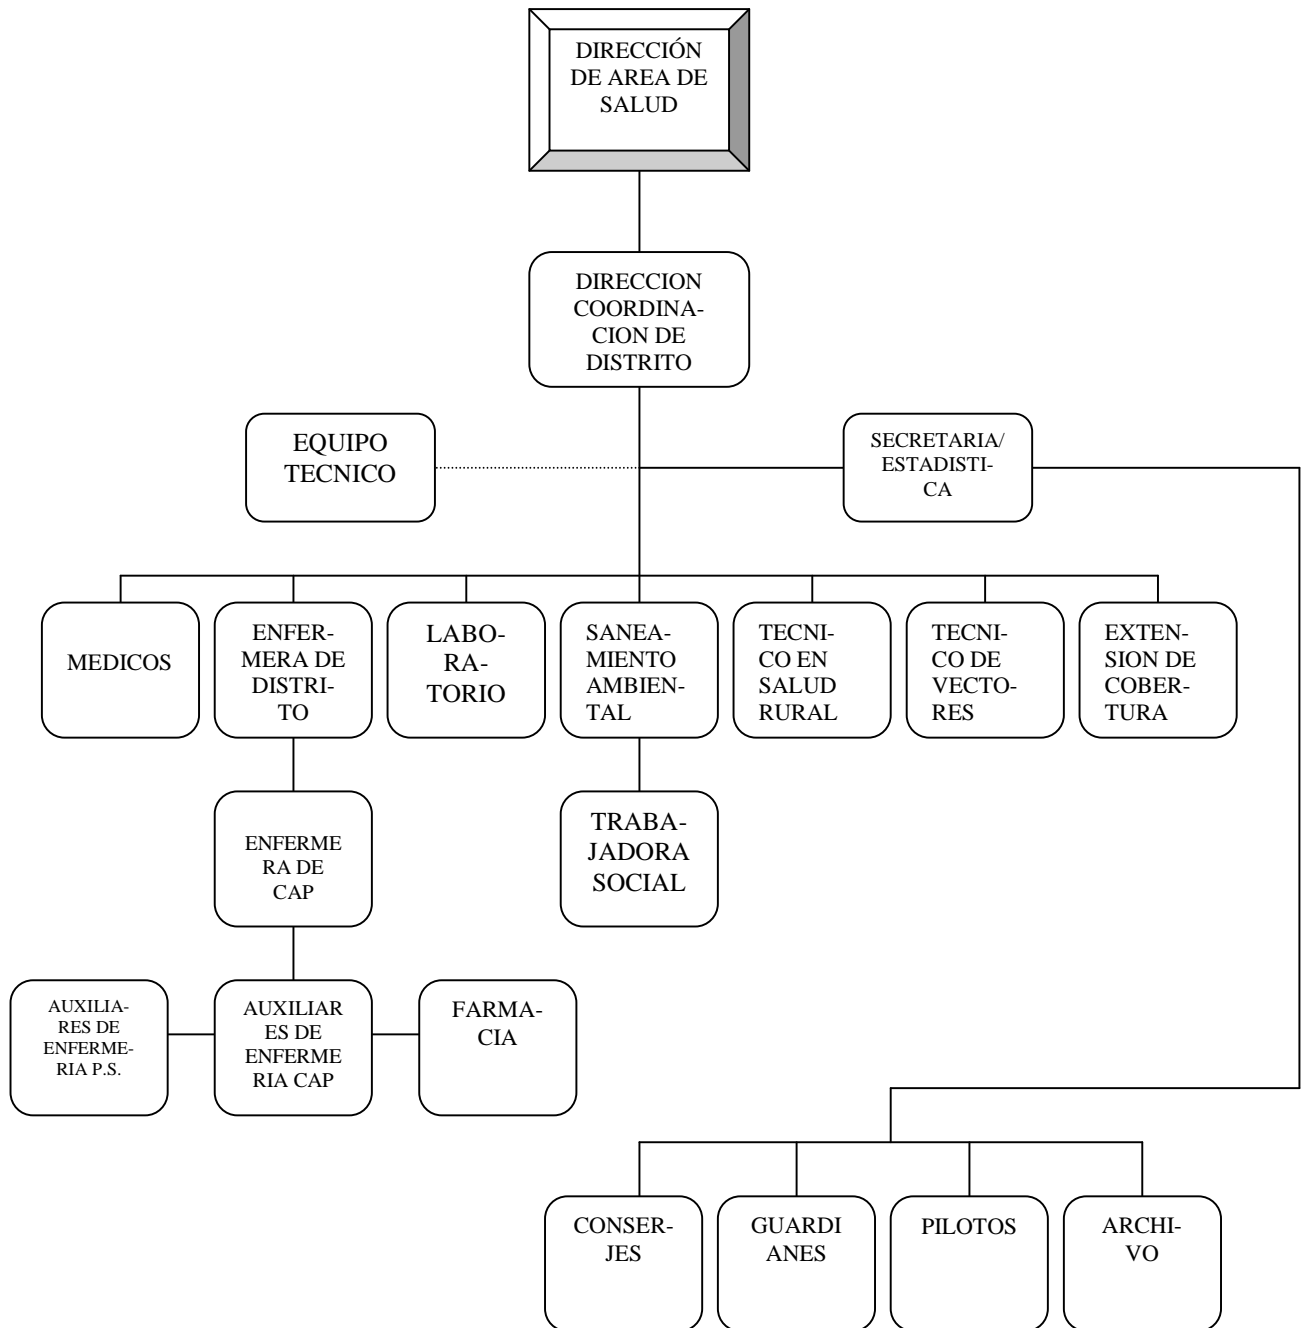 DIRECCIÓN
DE AREA DE
SALUD
DIRECCION
COORDINA-
CION DE
DISTRITO
EQUIPO
TECNICO
SECRETARIA/
ESTADISTI-
CA
MEDICOS
ENFER-
MERA DE
DISTRI-
TO
LABO-
RA-
TORIO
SANEA-
MIENTO
AMBIEN-
TAL
TECNI-
CO EN
SALUD
RURAL
TECNI-
CO DE
VECTO-
RES
EXTEN-
SION DE
COBER-
TURA
ENFERME
RA DE
CAP
TRABA-
JADORA
SOCIAL
AUXILIA-
RES DE
ENFERME-
RIA P.S.
AUXILIAR
ES DE
ENFERME
RIA CAP
FARMA-
CIA
CONSER-
JES
GUARDI
ANES
PILOTOS
ARCHI-
VO